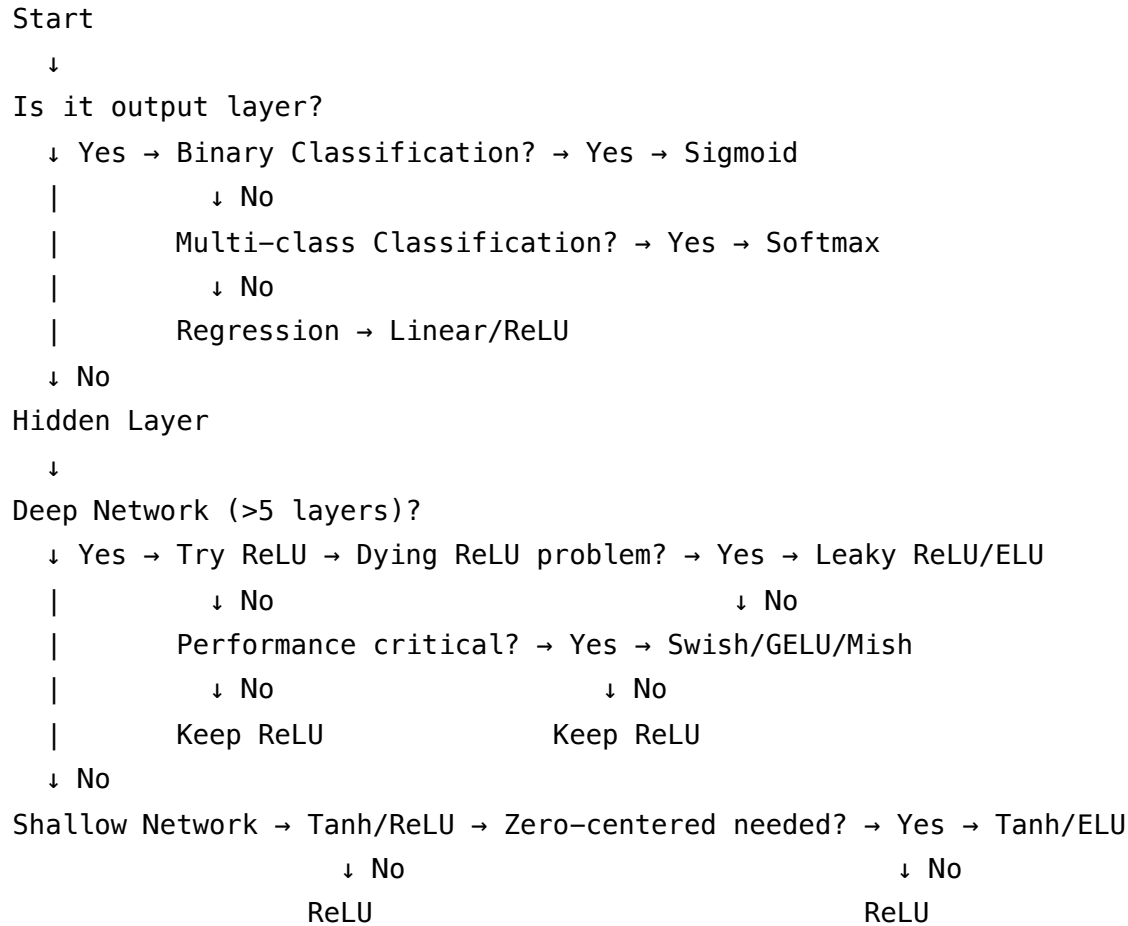 Start
↓
Is it output layer?
↓ Yes → Binary Classification? → Yes → Sigmoid
|         ↓ No
|       Multi-class Classification? → Yes → Softmax
|         ↓ No
|       Regression → Linear/ReLU
↓ No
Hidden Layer
↓
Deep Network (>5 layers)?
↓ Yes → Try ReLU → Dying ReLU problem? → Yes → Leaky ReLU/ELU
|         ↓ No                           ↓ No
|       Performance critical? → Yes → Swish/GELU/Mish
|         ↓ No                   ↓ No
|       Keep ReLU             Keep ReLU
↓ No
Shallow Network → Tanh/ReLU → Zero-centered needed? → Yes → Tanh/ELU
↓ No                                ↓ No
ReLU                             ReLU